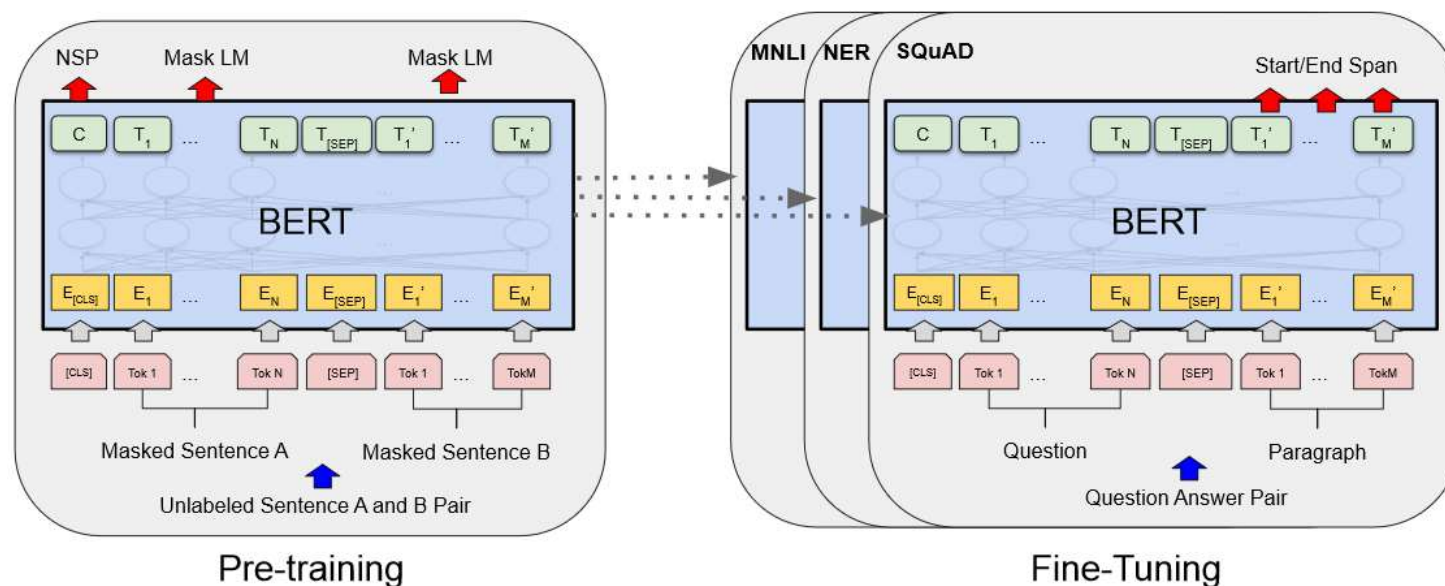 NSP Mask LM Mask LM
C T1 ... TN T[SEP] T1' ... TM'
BERT
E[CLS] E1 ... EN E[SEP] E1' ... EM'
[CLS] Tok 1 ... Tok N [SEP] Tok 1 ... TokM
Masked Sentence A Masked Sentence B
Unlabeled Sentence A and B Pair
Pre-training
MNLI NER SQuAD
Start/End Span
C T1 ... TN T[SEP] T1' ... TM'
BERT
E[CLS] E1 ... EN E[SEP] E1' ... EM'
[CLS] Tok 1 ... Tok N [SEP] Tok 1 ... TokM
Question Paragraph
Question Answer Pair
Fine-Tuning